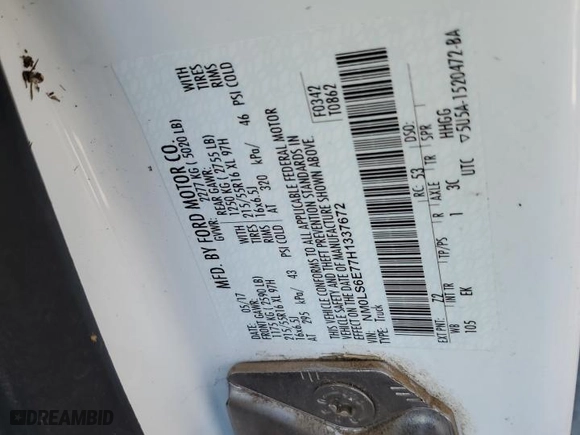 MFD. BY FORD MOTOR CO.
05/17 GVWR: 2277 KG ( 5020 LB)
FRONT GAWR: 1175 KG ( 2590 LB) REAR GAWR: 1250 KG ( 2755 LB)
215/55R16 XL 97H WITH TIRES 215/55R16 XL 97H WITH TIRES
16x6.5J RIMS 16x6.5J RIMS
AT 295 kPa/ 43 PSI COLD AT 320 kPa/ 46 PSI COLD
THIS VEHICLE CONFORMS TO ALL APPLICABLE FEDERAL MOTOR
VEHICLE SAFETY AND THEFT PREVENTION STANDARDS IN
EFFECT ON THE DATE OF MANUFACTURE SHOWN ABOVE.
VIN: NM0LS6E77H1337672 F0342
TYPE: Truck T0862
EXT PNT: Z2 RC: 53 DSO:
WB INTTR TP/PS R AXLE TR SPR
105 EK 1 3C HHGG
UTC ▽5U5A-1520472-BA
DREAMBID